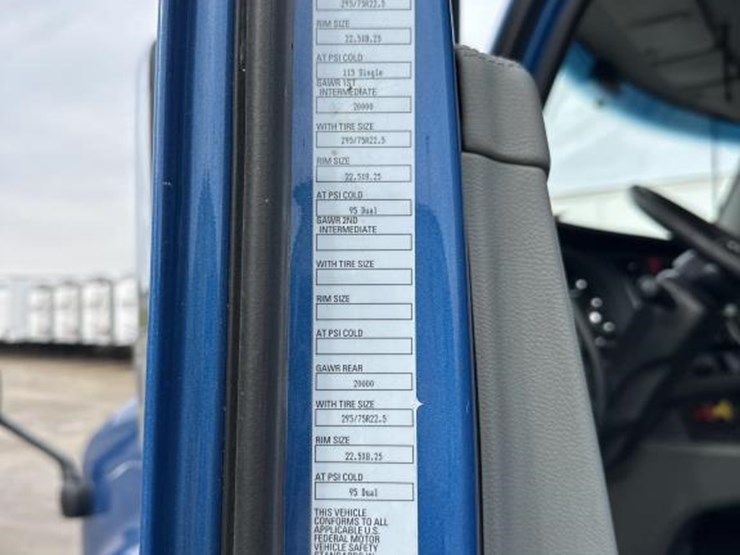 295/75R22.5
RIM SIZE
22.5X8.25
AT PSI COLD
115 Single
GAWR 1ST
INTERMEDIATE
20000
WITH TIRE SIZE
295/75R22.5
RIM SIZE
22.5X8.25
AT PSI COLD
95 Dual
GAWR 2ND
INTERMEDIATE
WITH TIRE SIZE
RIM SIZE
AT PSI COLD
GAWR REAR
20000
WITH TIRE SIZE
295/75R22.5
RIM SIZE
22.5X8.25
AT PSI COLD
95 Dual
THIS VEHICLE
CONFORMS TO ALL
APPLICABLE U.S.
FEDERAL MOTOR
VEHICLE SAFETY
STANDARDS IN